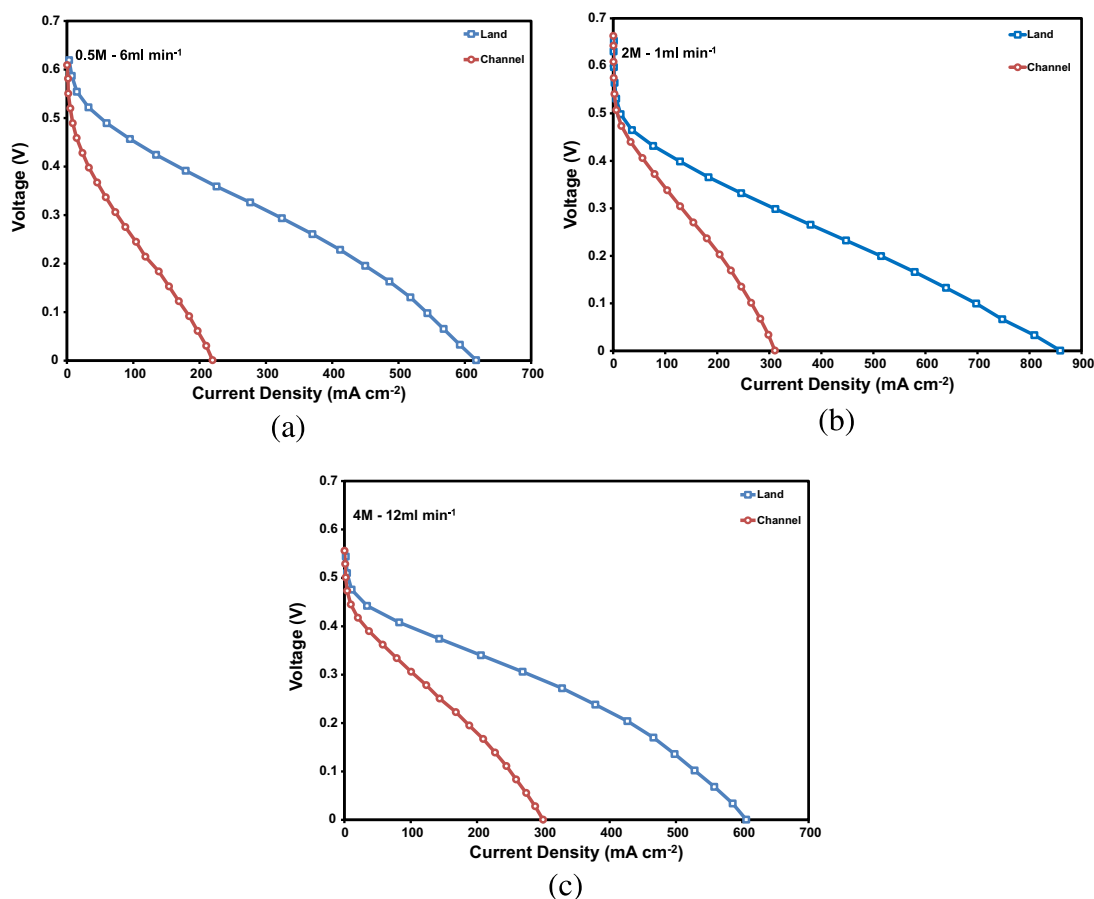 0.7
0.6
0.5
0.4
0.3
0.2
0.1
0
Voltage (V)
0.5M - 6ml min⁻¹
Land
Channel
0 100 200 300 400 500 600 700
Current Density (mA cm⁻²)
(a)
0.7
0.6
0.5
0.4
0.3
0.2
0.1
0
Voltage (V)
2M - 1ml min⁻¹
Land
Channel
0 100 200 300 400 500 600 700 800 900
Current Density (mA cm⁻²)
(b)
0.7
0.6
0.5
0.4
0.3
0.2
0.1
0
Voltage (V)
4M - 12ml min⁻¹
Land
Channel
0 100 200 300 400 500 600 700
Current Density (mA cm⁻²)
(c)